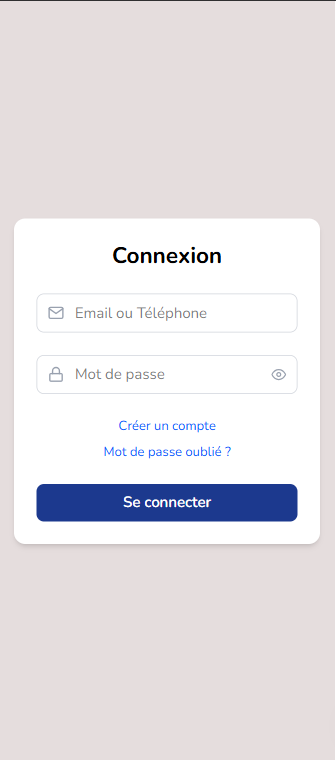 Connexion
Email ou Téléphone
Mot de passe
Créer un compte
Mot de passe oublié ?
Se connecter